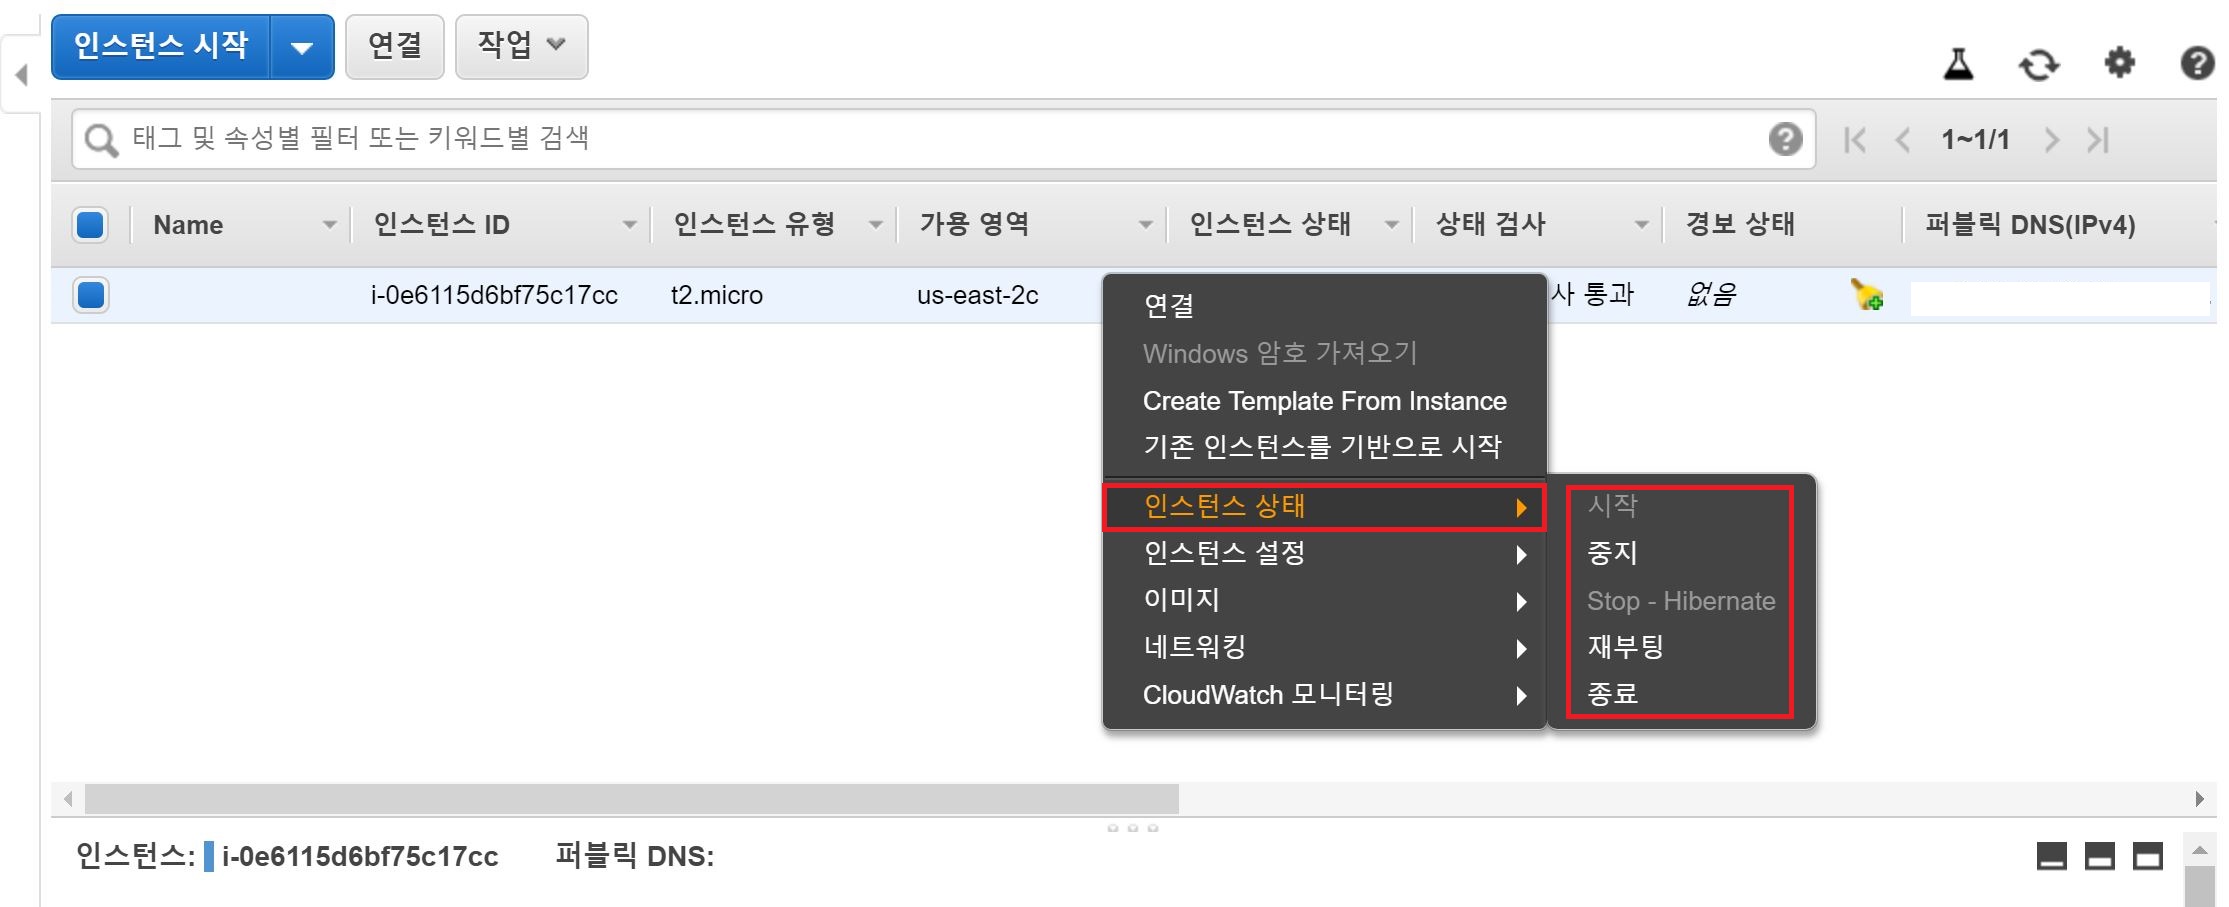 인스턴스 시작 연결 작업
태그 및 속성별 필터 또는 키워드별 검색 1~1/1
Name 인스턴스 ID 인스턴스 유형 가용 영역 인스턴스 상태 상태 검사 경보 상태 퍼블릭 DNS(IPv4)
i-0e6115d6bf75c17cc t2.micro us-east-2c 사 통과 없음
연결
Windows 암호 가져오기
Create Template From Instance
기존 인스턴스를 기반으로 시작
인스턴스 상태
인스턴스 설정
이미지
네트워킹
CloudWatch 모니터링
시작
중지
Stop - Hibernate
재부팅
종료
인스턴스: i-0e6115d6bf75c17cc 퍼블릭 DNS: